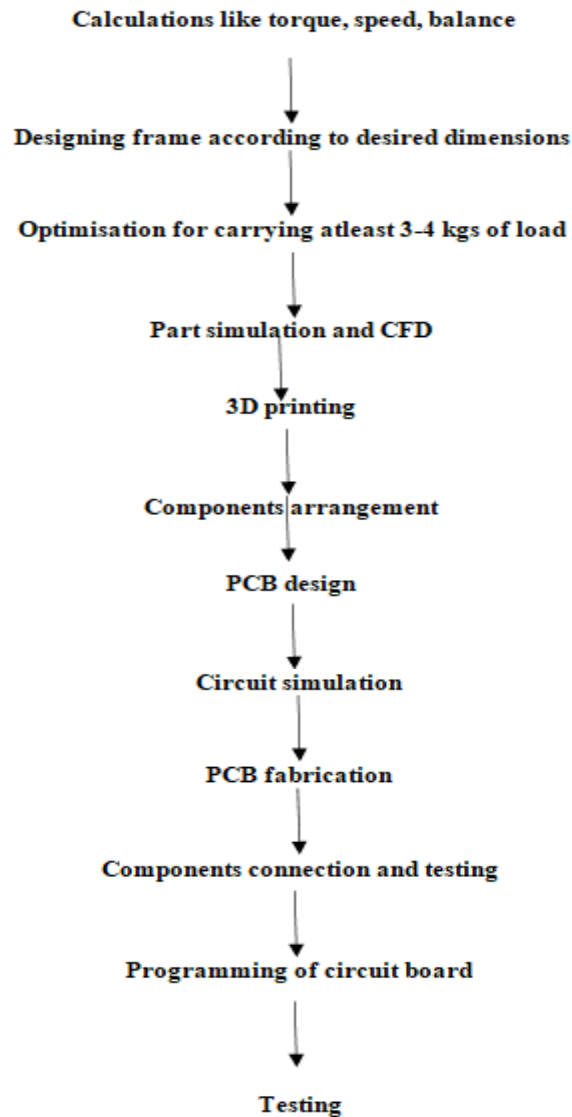 Calculations like torque, speed, balance
Designing frame according to desired dimensions
Optimisation for carrying atleast 3-4 kgs of load
Part simulation and CFD
3D printing
Components arrangement
PCB design
Circuit simulation
PCB fabrication
Components connection and testing
Programming of circuit board
Testing